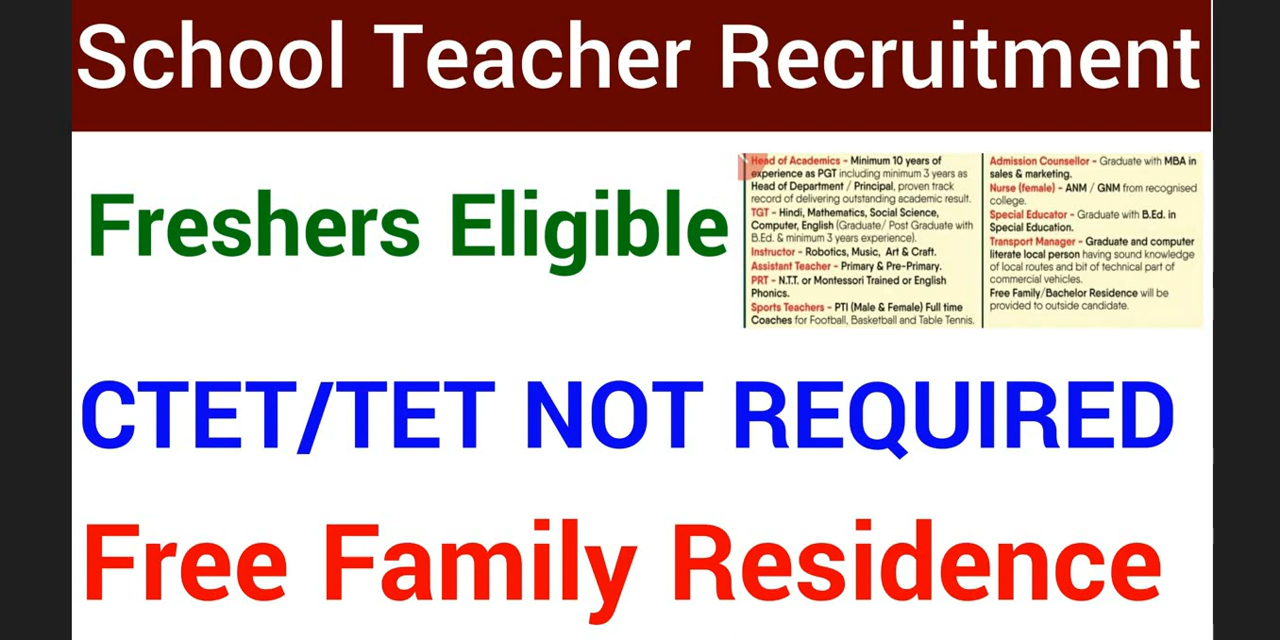 School Teacher Recruitment
Freshers Eligible
Head of Academics - Minimum 10 years of
experience as PGT including minimum 3 years as
Head of Department / Principal, proven track
record of delivering outstanding academic result.
TGT - Hindi, Mathematics, Social Science,
Computer, English (Graduate/ Post Graduate with
B.Ed. & minimum 3 years experience).
Instructor - Robotics, Music, Art & Craft.
Assistant Teacher - Primary & Pre-Primary.
PRT - N.T.T. or Montessori Trained or English
Phonics.
Sports Teachers - PTI (Male & Female) Full time
Coaches for Football, Basketball and Table Tennis.
Admission Counsellor - Graduate with MBA in
sales & marketing.
Nurse (female) - ANM / GNM from recognised
college.
Special Educator - Graduate with B.Ed. in
Special Education.
Transport Manager - Graduate and computer
literate local person having sound knowledge
of local routes and bit of technical part of
commercial vehicles.
Free Family/Bachelor Residence will be
provided to outside candidate.
CTET/TET NOT REQUIRED
Free Family Residence